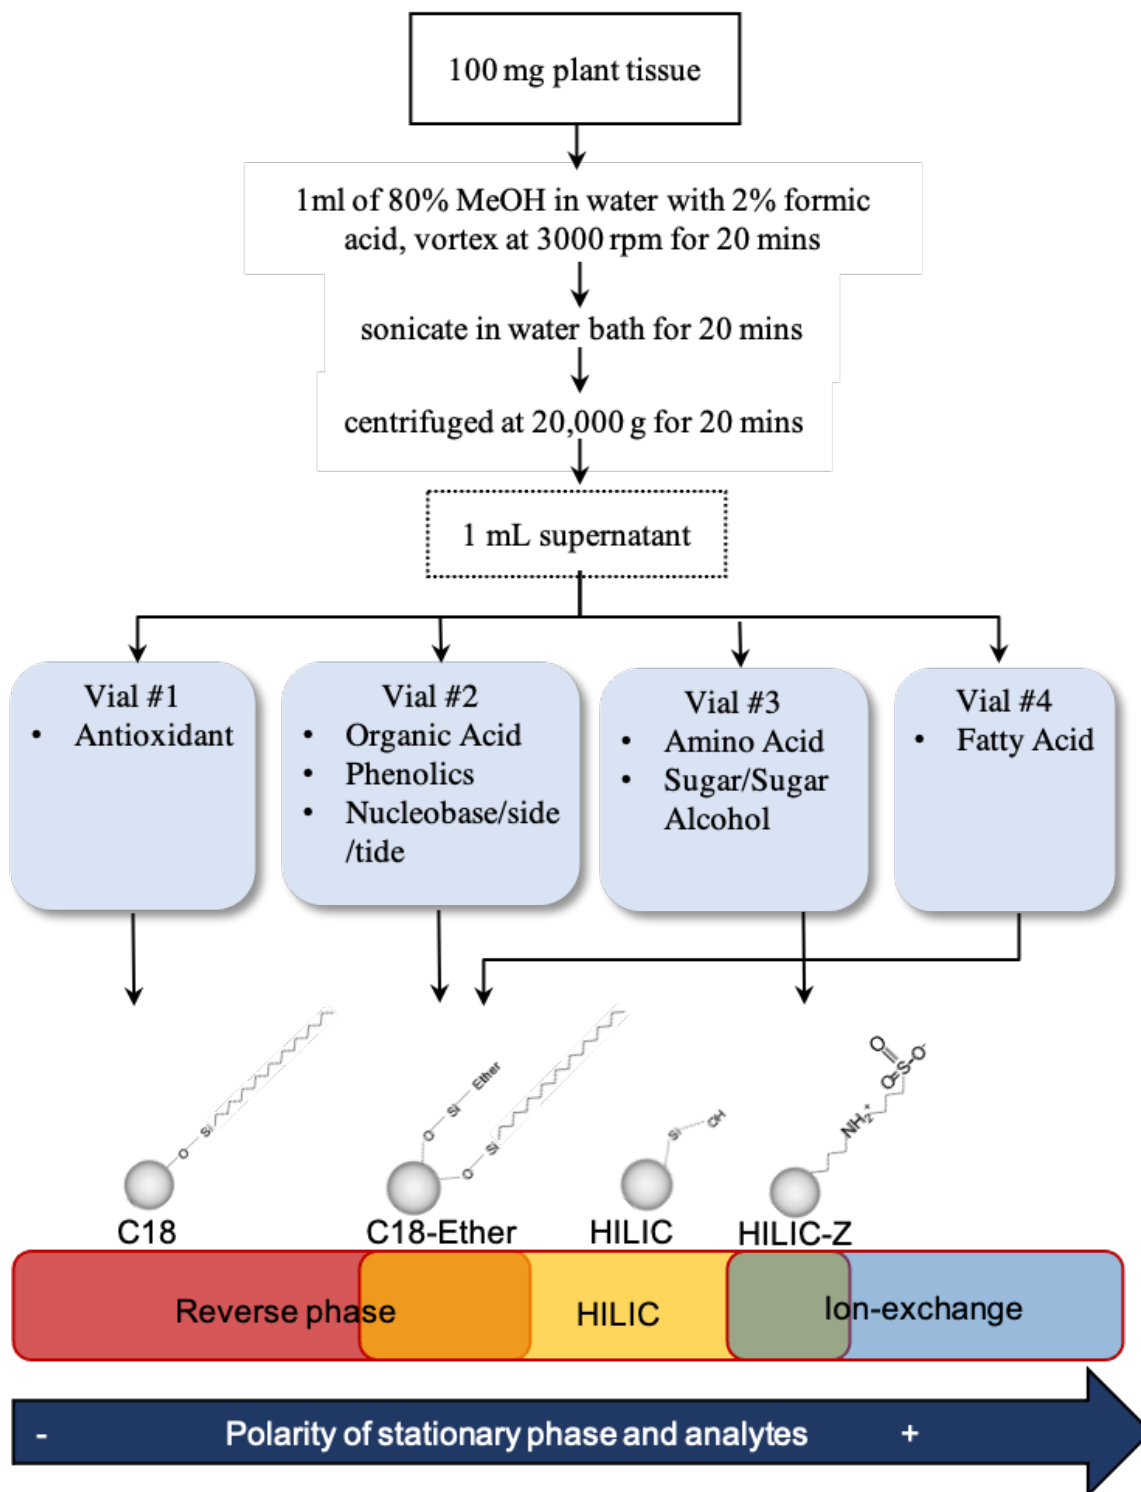 100 mg plant tissue
1ml of 80% MeOH in water with 2% formic
acid, vortex at 3000 rpm for 20 mins
sonicate in water bath for 20 mins
centrifuged at 20,000 g for 20 mins
1 mL supernatant
Vial #1
• Antioxidant
Vial #2
• Organic Acid
• Phenolics
• Nucleobase/side
/tide
Vial #3
• Amino Acid
• Sugar/Sugar
Alcohol
Vial #4
• Fatty Acid
O
Si
O
Si
Ether
O
Si
Si
OH
NH₂⁺
O
O
S
O⁻
C18
C18-Ether
HILIC
HILIC-Z
Reverse phase
HILIC
Ion-exchange
- Polarity of stationary phase and analytes +